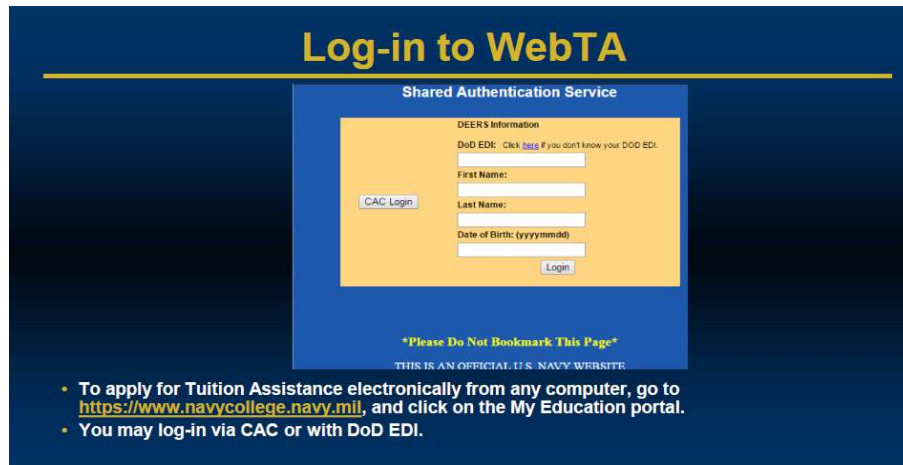 Log-in to WebTA
Shared Authentication Service
DEERS Information
DoD EDI: Click here if you don't know your DOD EDI.
First Name:
CAC Login
Last Name:
Date of Birth: (yyyymmdd)
Login
*Please Do Not Bookmark This Page*
THIS IS AN OFFICIAL U.S. NAVY WEBSITE
• To apply for Tuition Assistance electronically from any computer, go to
https://www.navycollege.navy.mil, and click on the My Education portal.
• You may log-in via CAC or with DoD EDI.